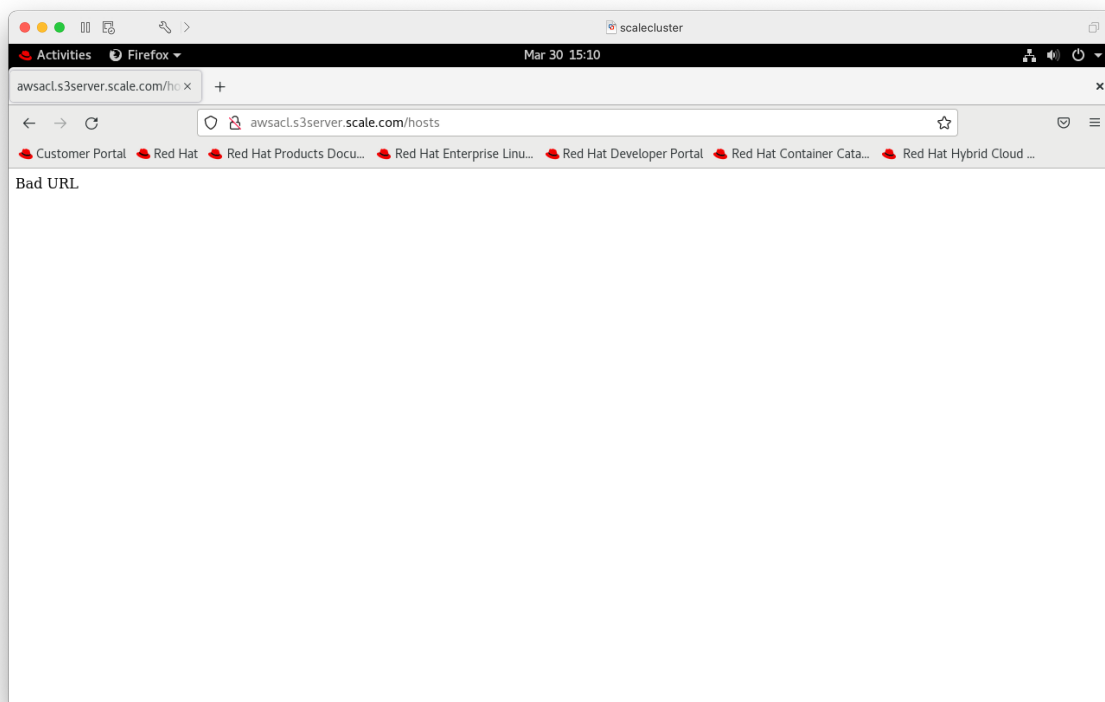 scalecluster
Activities Firefox Mar 30 15:10
awsacl.s3server.scale.com/ho
awsacl.s3server.scale.com/hosts
Customer Portal Red Hat Red Hat Products Docu... Red Hat Enterprise Linu... Red Hat Developer Portal Red Hat Container Cata... Red Hat Hybrid Cloud ...
Bad URL